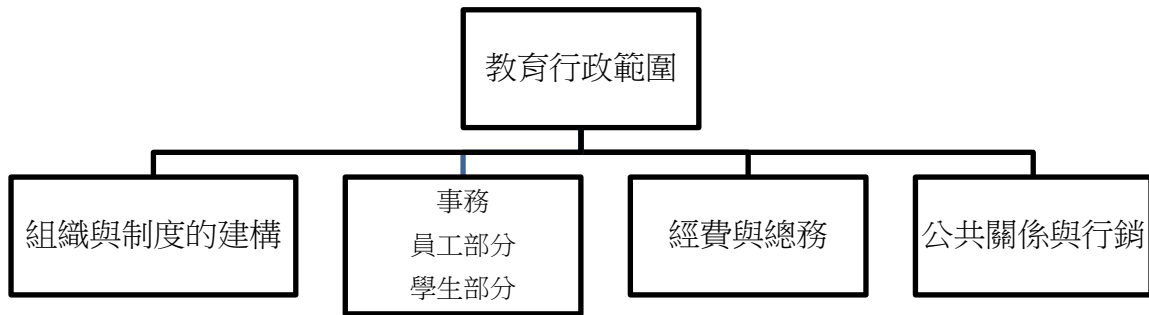 教育行政範圍
組織與制度的建構
事務
員工部分
學生部分
經費與總務
公共關係與行銷